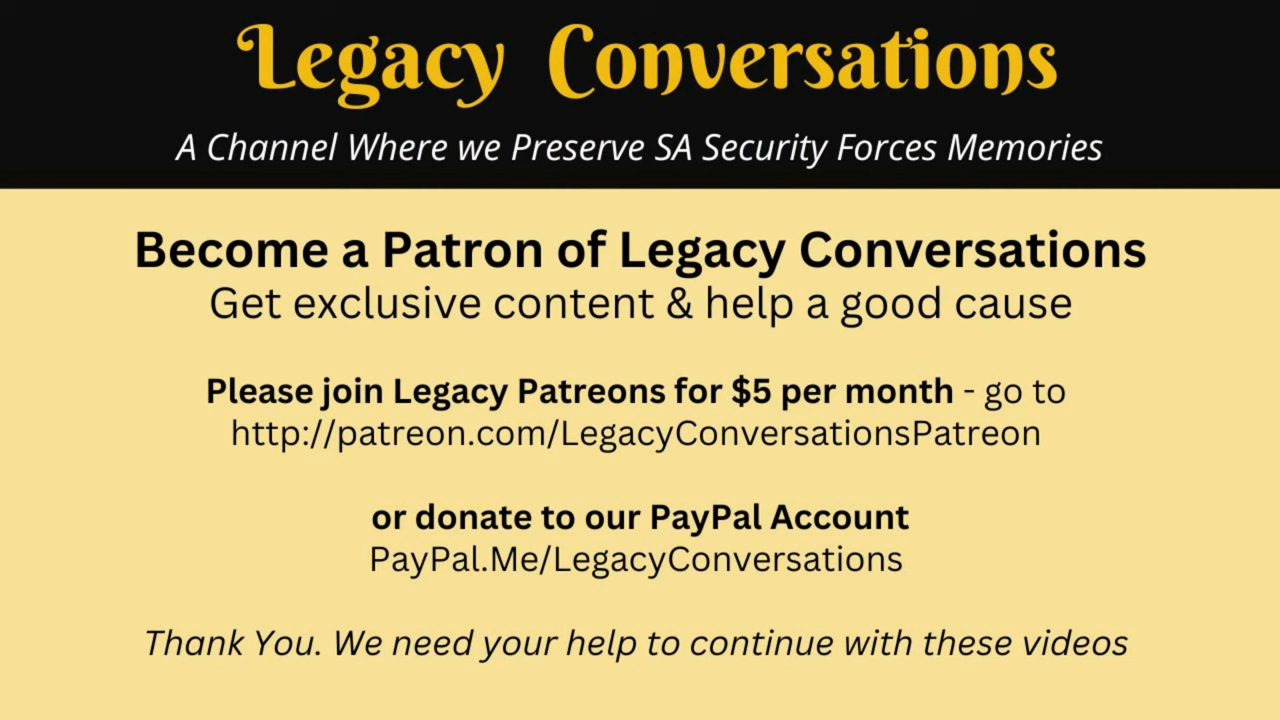 Legacy Conversations
A Channel Where we Preserve SA Security Forces Memories
Become a Patron of Legacy Conversations
Get exclusive content & help a good cause
Please join Legacy Patreons for $5 per month - go to
http://patreon.com/LegacyConversationsPatreon
or donate to our PayPal Account
PayPal.Me/LegacyConversations
Thank You. We need your help to continue with these videos